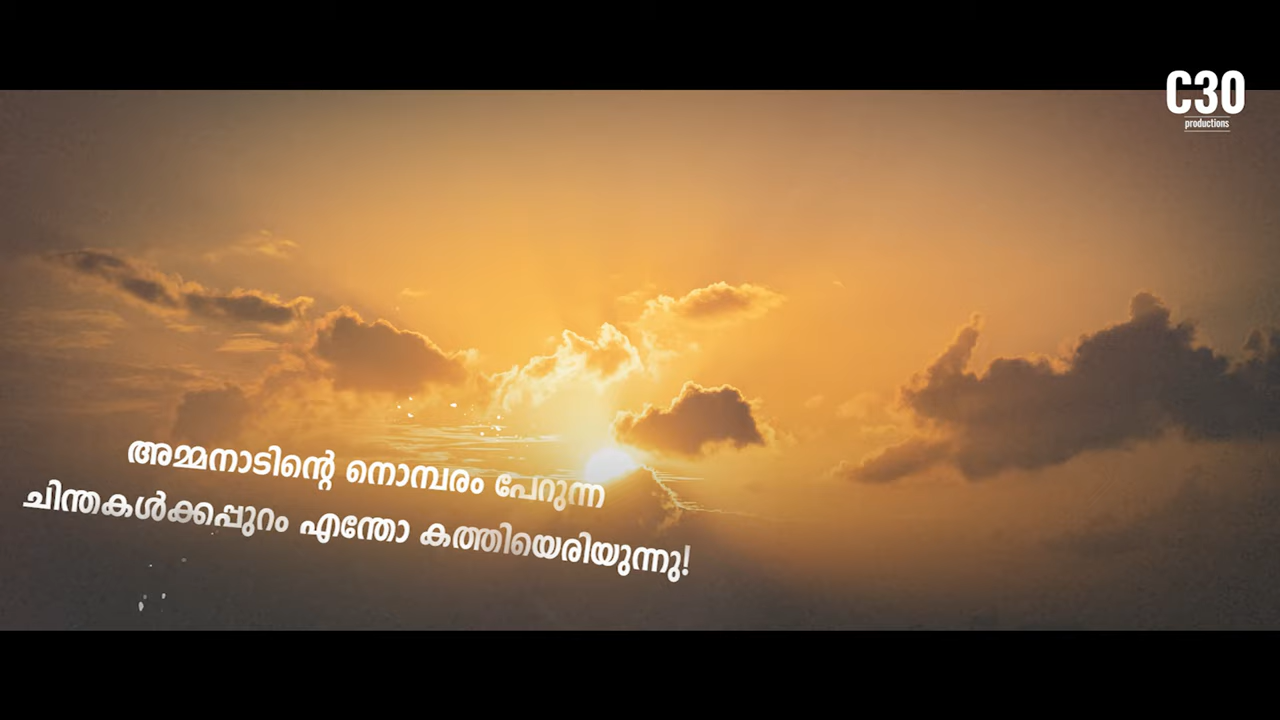 C30
productions
അമ്മനാടിന്റെ നൊമ്പരം പേറുന്ന
ചിന്തകൾക്കപ്പുറം എന്തോ കത്തിയെരിയുന്നു!